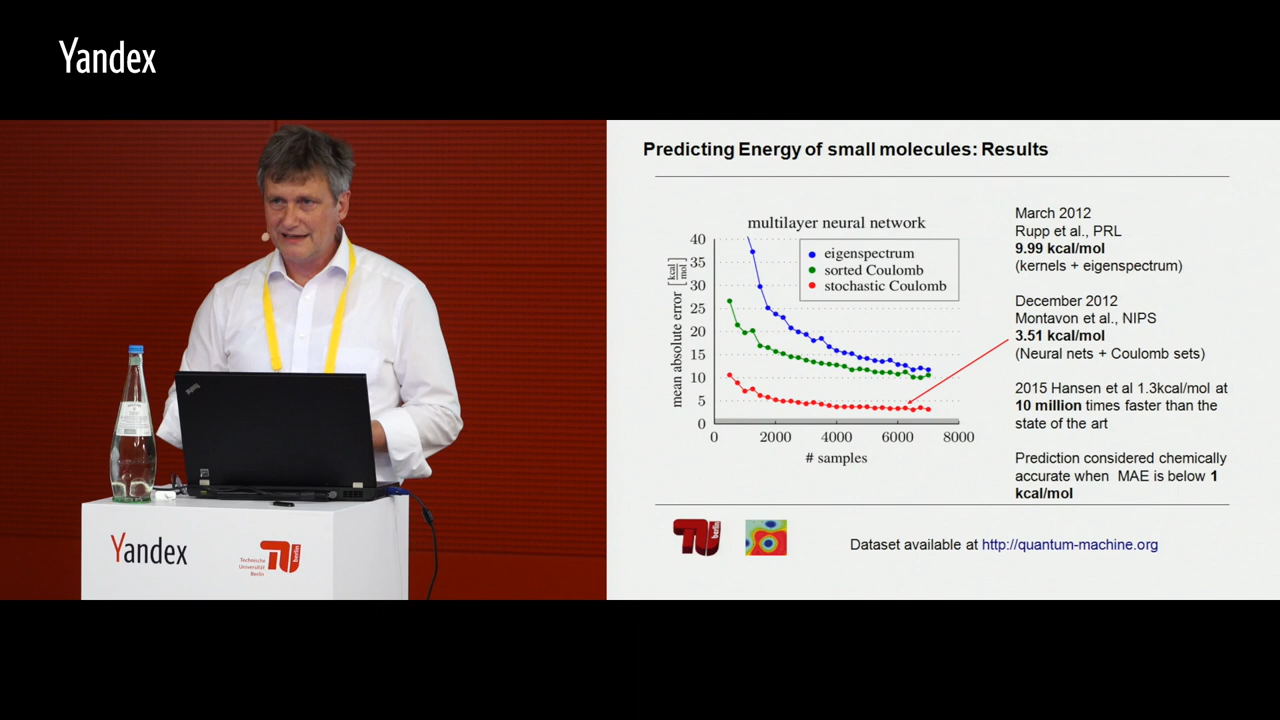 Yandex
Yandex
Technische
Universität
Berlin
berlin
Predicting Energy of small molecules: Results
multilayer neural network
mean absolute error [kcal/mol]
40
35
30
25
20
15
10
5
0
eigenspectrum
sorted Coulomb
stochastic Coulomb
0 2000 4000 6000 8000
# samples
March 2012
Rupp et al., PRL
9.99 kcal/mol
(kernels + eigenspectrum)
December 2012
Montavon et al., NIPS
3.51 kcal/mol
(Neural nets + Coulomb sets)
2015 Hansen et al 1.3kcal/mol at
10 million times faster than the
state of the art
Prediction considered chemically
accurate when MAE is below 1
kcal/mol
berlin
Dataset available at http://quantum-machine.org